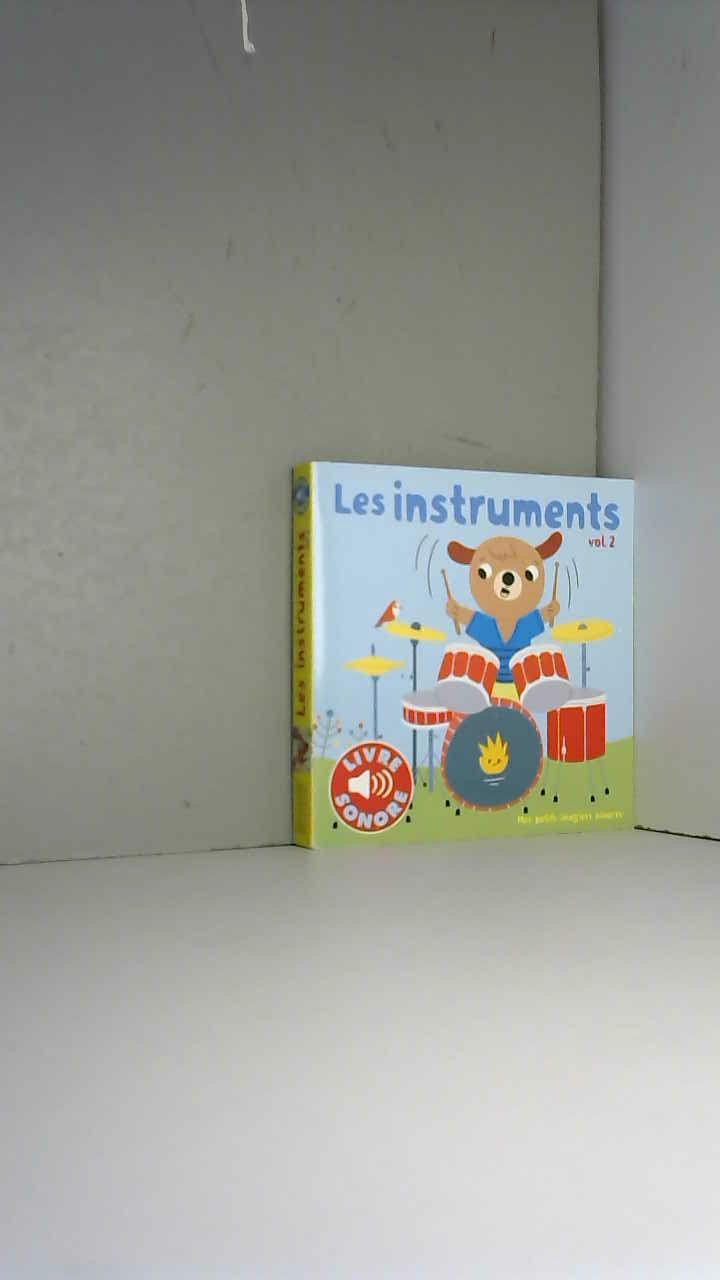 Les instruments
vol. 2
LIVRE
SONORE
Mes petits imagiers sonores
Les instruments